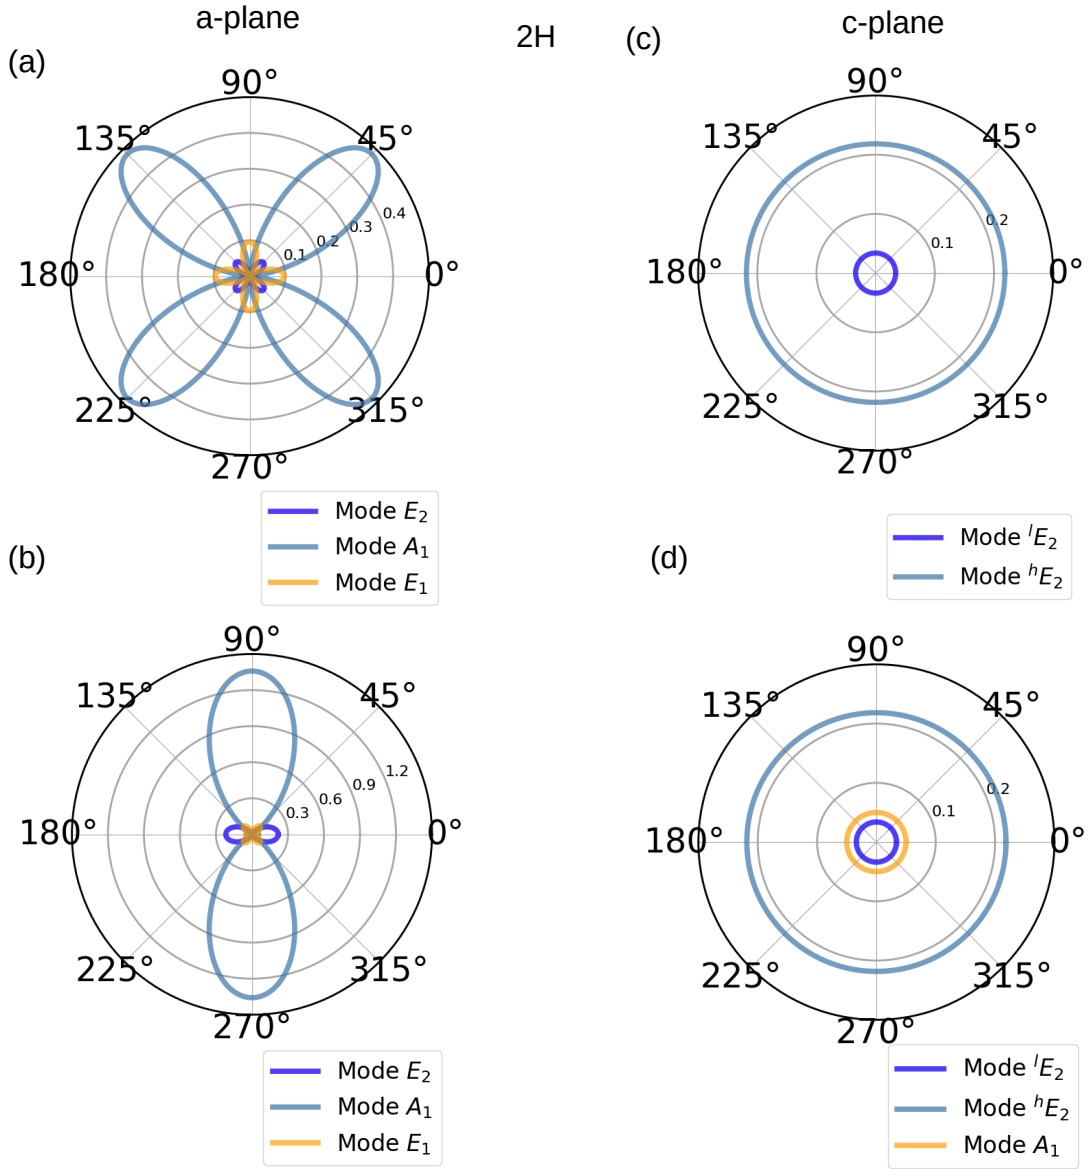 a-plane
2H
c-plane
(a)
90°
135°
45°
180°
0°
225°
315°
270°
0.1
0.2
0.3
0.4
Mode E₂
Mode A₁
Mode E₁
(c)
90°
135°
45°
180°
0°
225°
315°
270°
0.1
0.2
Mode ˡE₂
Mode ʰE₂
(b)
90°
135°
45°
180°
0°
225°
315°
270°
0.3
0.6
0.9
1.2
Mode E₂
Mode A₁
Mode E₁
(d)
90°
135°
45°
180°
0°
225°
315°
270°
0.1
0.2
Mode ˡE₂
Mode ʰE₂
Mode A₁